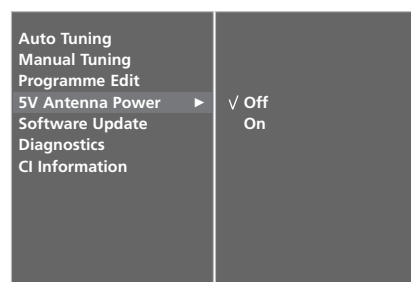 Auto Tuning
Manual Tuning
Programme Edit
5V Antenna Power ► √ Off
Software Update On
Diagnostics
CI Information